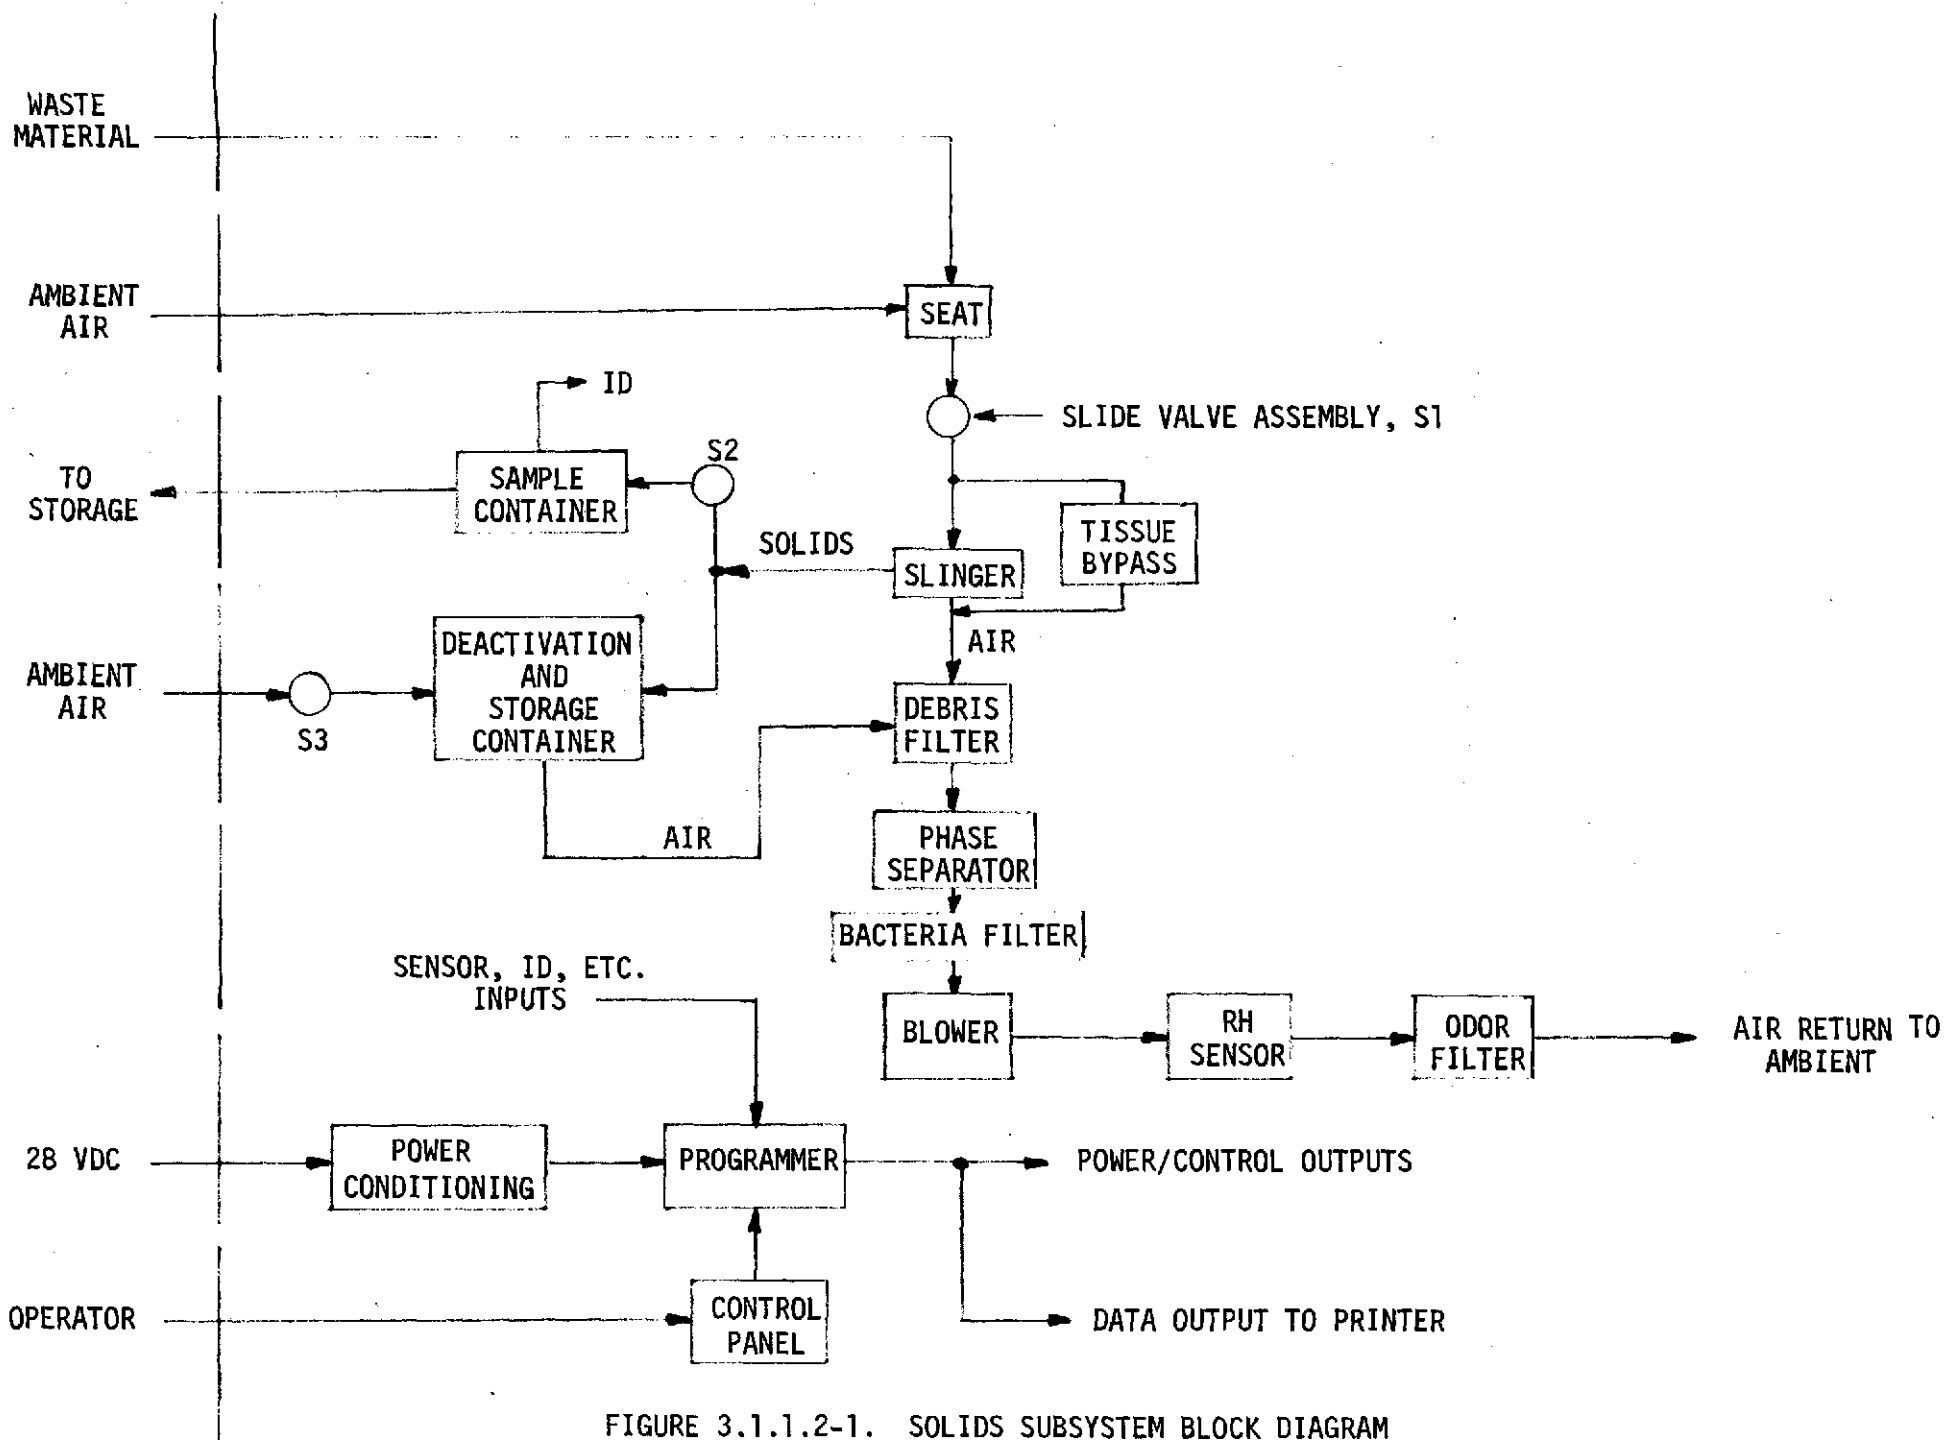 WASTE
MATERIAL
AMBIENT
AIR
SEAT
ID
SLIDE VALVE ASSEMBLY, S1
S2
TO
STORAGE
SAMPLE
CONTAINER
TISSUE
BYPASS
SOLIDS
SLINGER
AIR
AMBIENT
AIR
S3
DEACTIVATION
AND
STORAGE
CONTAINER
DEBRIS
FILTER
AIR
PHASE
SEPARATOR
BACTERIA FILTER
SENSOR, ID, ETC.
INPUTS
BLOWER
RH
SENSOR
ODOR
FILTER
AIR RETURN TO
AMBIENT
28 VDC
POWER
CONDITIONING
PROGRAMMER
POWER/CONTROL OUTPUTS
OPERATOR
CONTROL
PANEL
DATA OUTPUT TO PRINTER
FIGURE 3.1.1.2-1. SOLIDS SUBSYSTEM BLOCK DIAGRAM